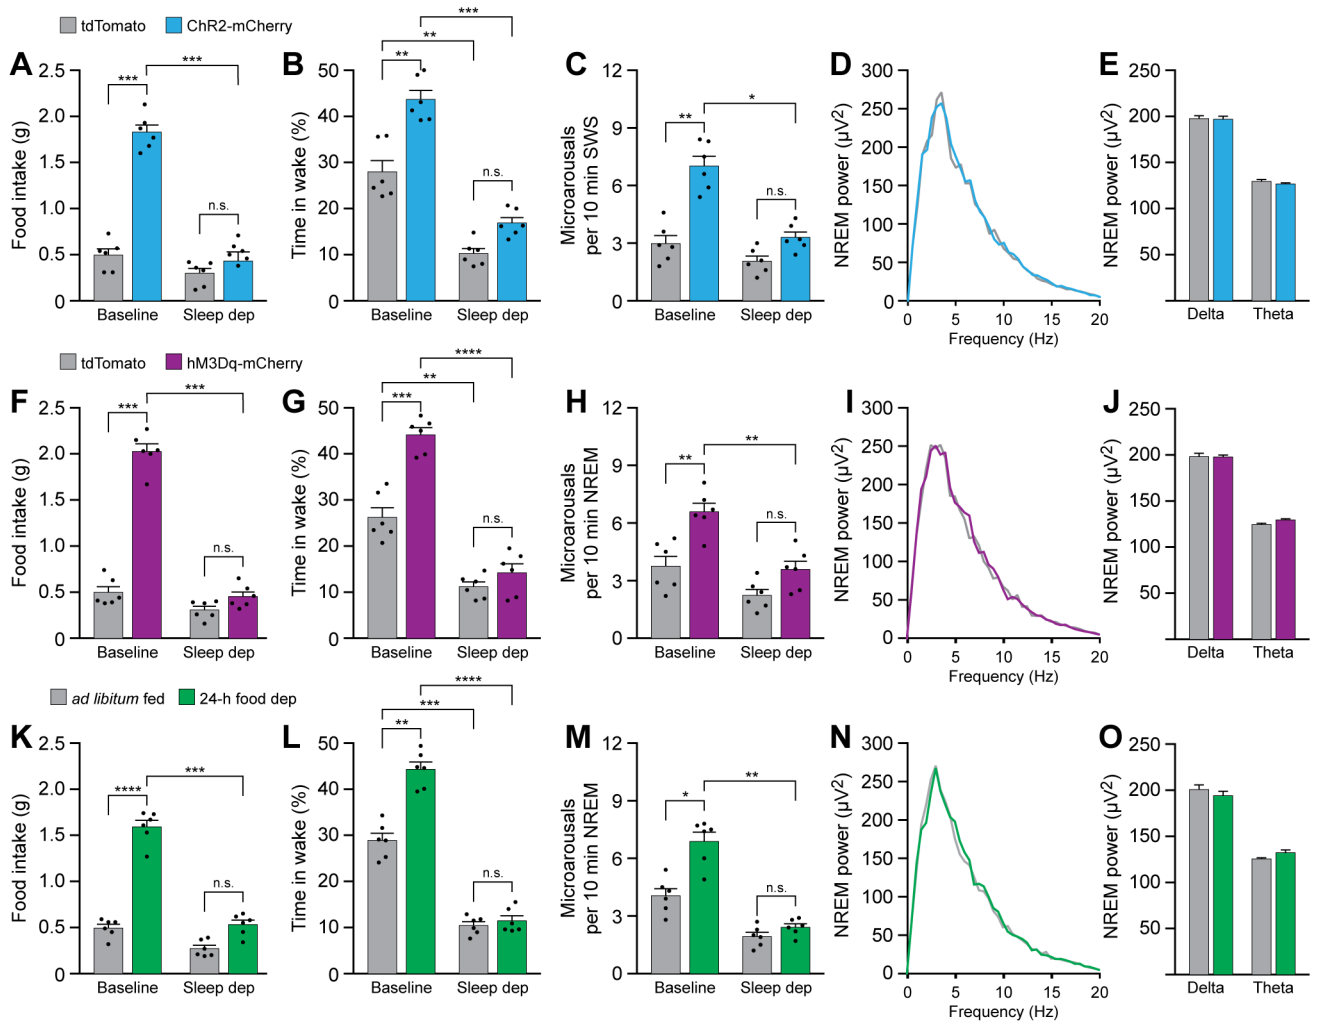 tdTomato ChR2-mCherry
A
Food intake (g)
2.5
2.0
1.5
1.0
0.5
0
***
***
n.s.
Baseline Sleep dep
B
Time in wake (%)
50
40
30
20
10
0
***
**
**
n.s.
Baseline Sleep dep
C
Microarousals
per 10 min SWS
12
9
6
3
0
*
**
n.s.
Baseline Sleep dep
D
NREM power (µV2)
300
250
200
150
100
50
0
0 5 10 15 20
Frequency (Hz)
E
NREM power (µV2)
250
200
150
100
50
Delta Theta
tdTomato hM3Dq-mCherry
F
Food intake (g)
2.5
2.0
1.5
1.0
0.5
0
***
***
n.s.
Baseline Sleep dep
G
Time in wake (%)
50
40
30
20
10
0
****
**
***
n.s.
Baseline Sleep dep
H
Microarousals
per 10 min NREM
12
9
6
3
0
**
**
n.s.
Baseline Sleep dep
I
NREM power (µV2)
300
250
200
150
100
50
0
0 5 10 15 20
Frequency (Hz)
J
NREM power (µV2)
250
200
150
100
50
Delta Theta
ad libitum fed 24-h food dep
K
Food intake (g)
2.5
2.0
1.5
1.0
0.5
0
***
****
n.s.
Baseline Sleep dep
L
Time in wake (%)
50
40
30
20
10
0
****
***
**
n.s.
Baseline Sleep dep
M
Microarousals
per 10 min NREM
12
9
6
3
0
**
*
n.s.
Baseline Sleep dep
N
NREM power (µV2)
300
250
200
150
100
50
0
0 5 10 15 20
Frequency (Hz)
O
NREM power (µV2)
250
200
150
100
50
Delta Theta